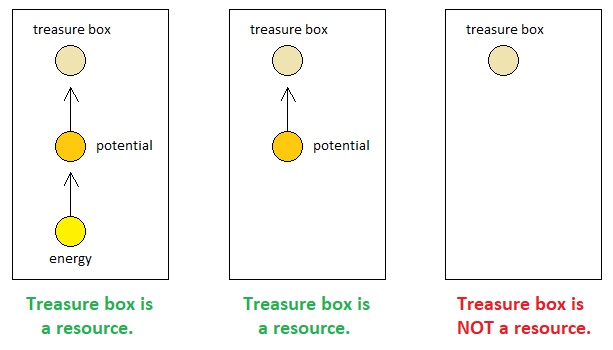 treasure box
potential
energy
Treasure box is
a resource.
treasure box
potential
Treasure box is
a resource.
treasure box
Treasure box is
NOT a resource.